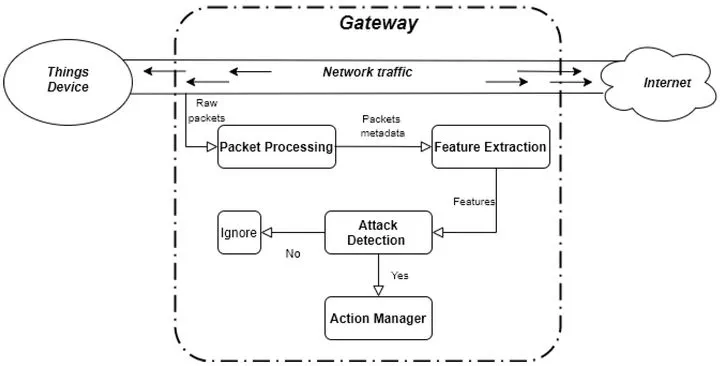 Gateway
Things
Device
Network traffic
Internet
Raw
packets
Packets
metadata
Packet Processing
Feature Extraction
Features
Attack
Detection
Ignore
No
Yes
Action Manager